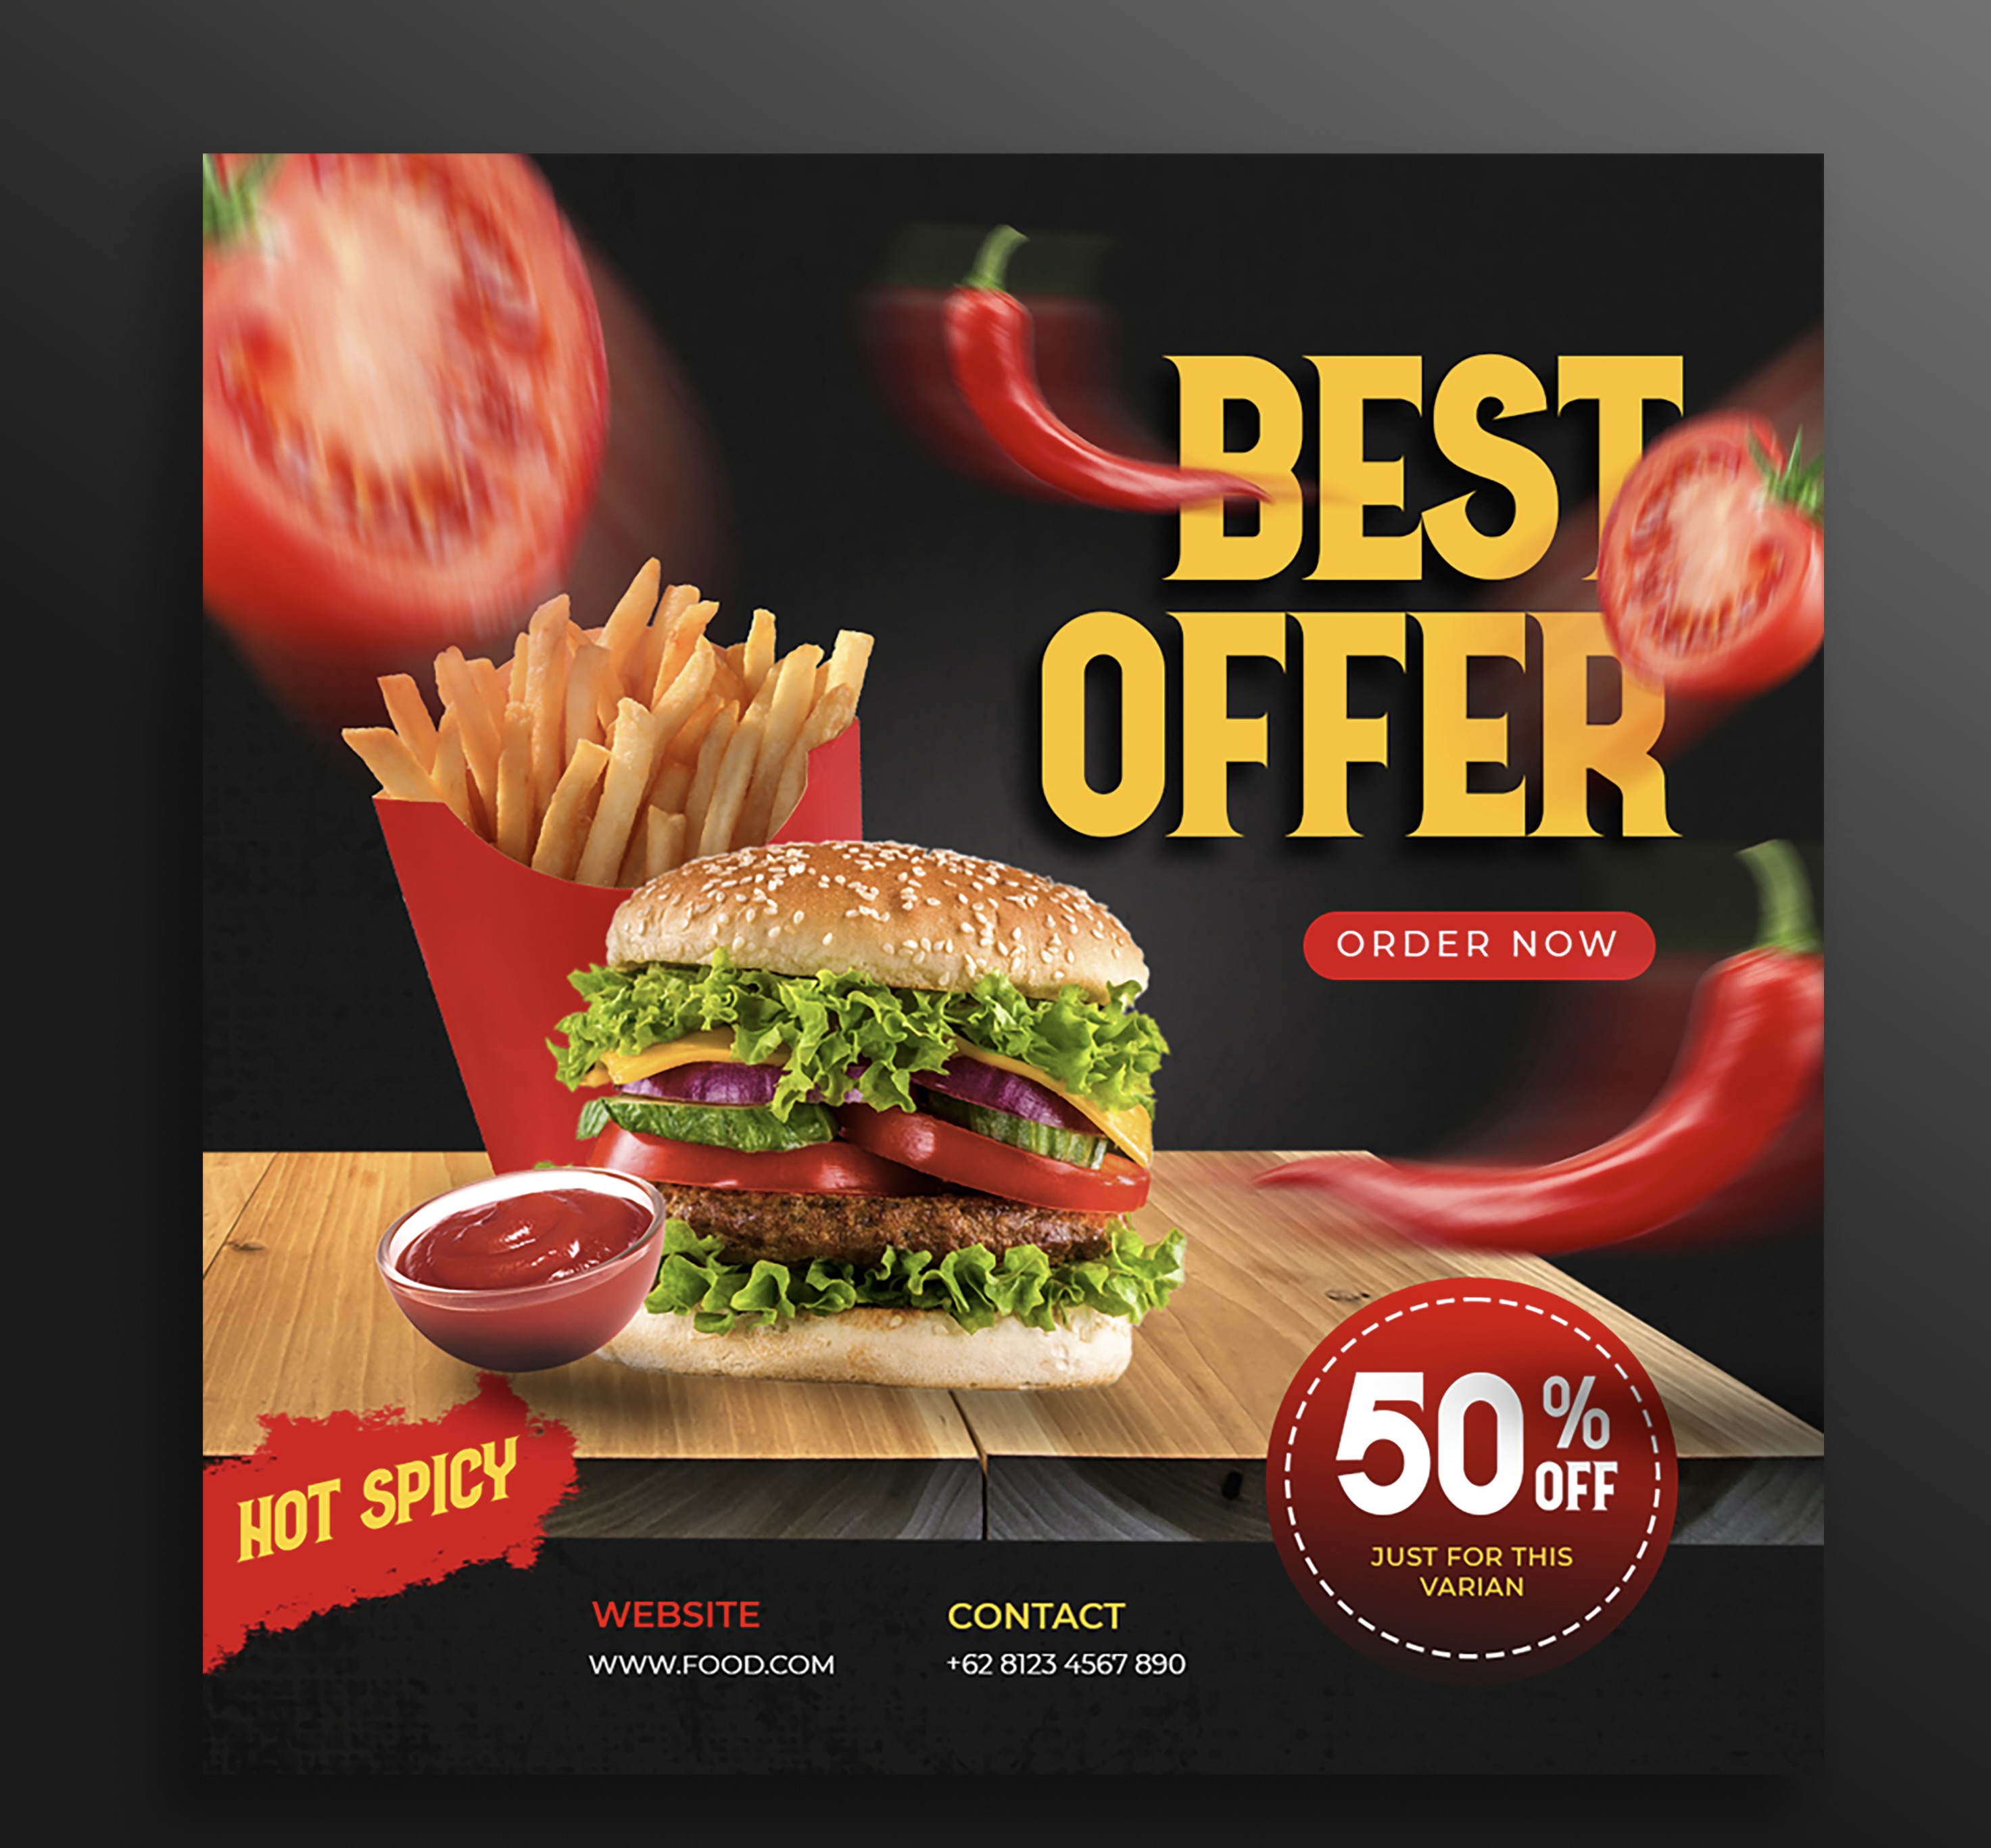 BEST
OFFER
ORDER NOW
50% OFF
JUST FOR THIS
VARIAN
HOT SPICY
WEBSITE
WWW.FOOD.COM
CONTACT
+62 8123 4567 890